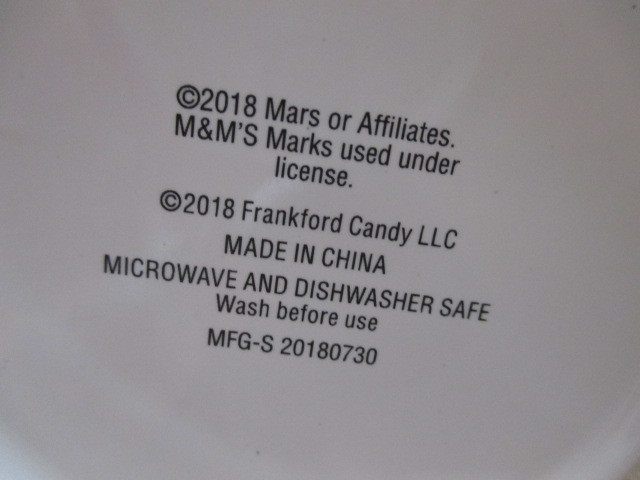 ©2018 Mars or Affiliates.
M&M'S Marks used under
license.
©2018 Frankford Candy LLC
MADE IN CHINA
MICROWAVE AND DISHWASHER SAFE
Wash before use
MFG-S 20180730